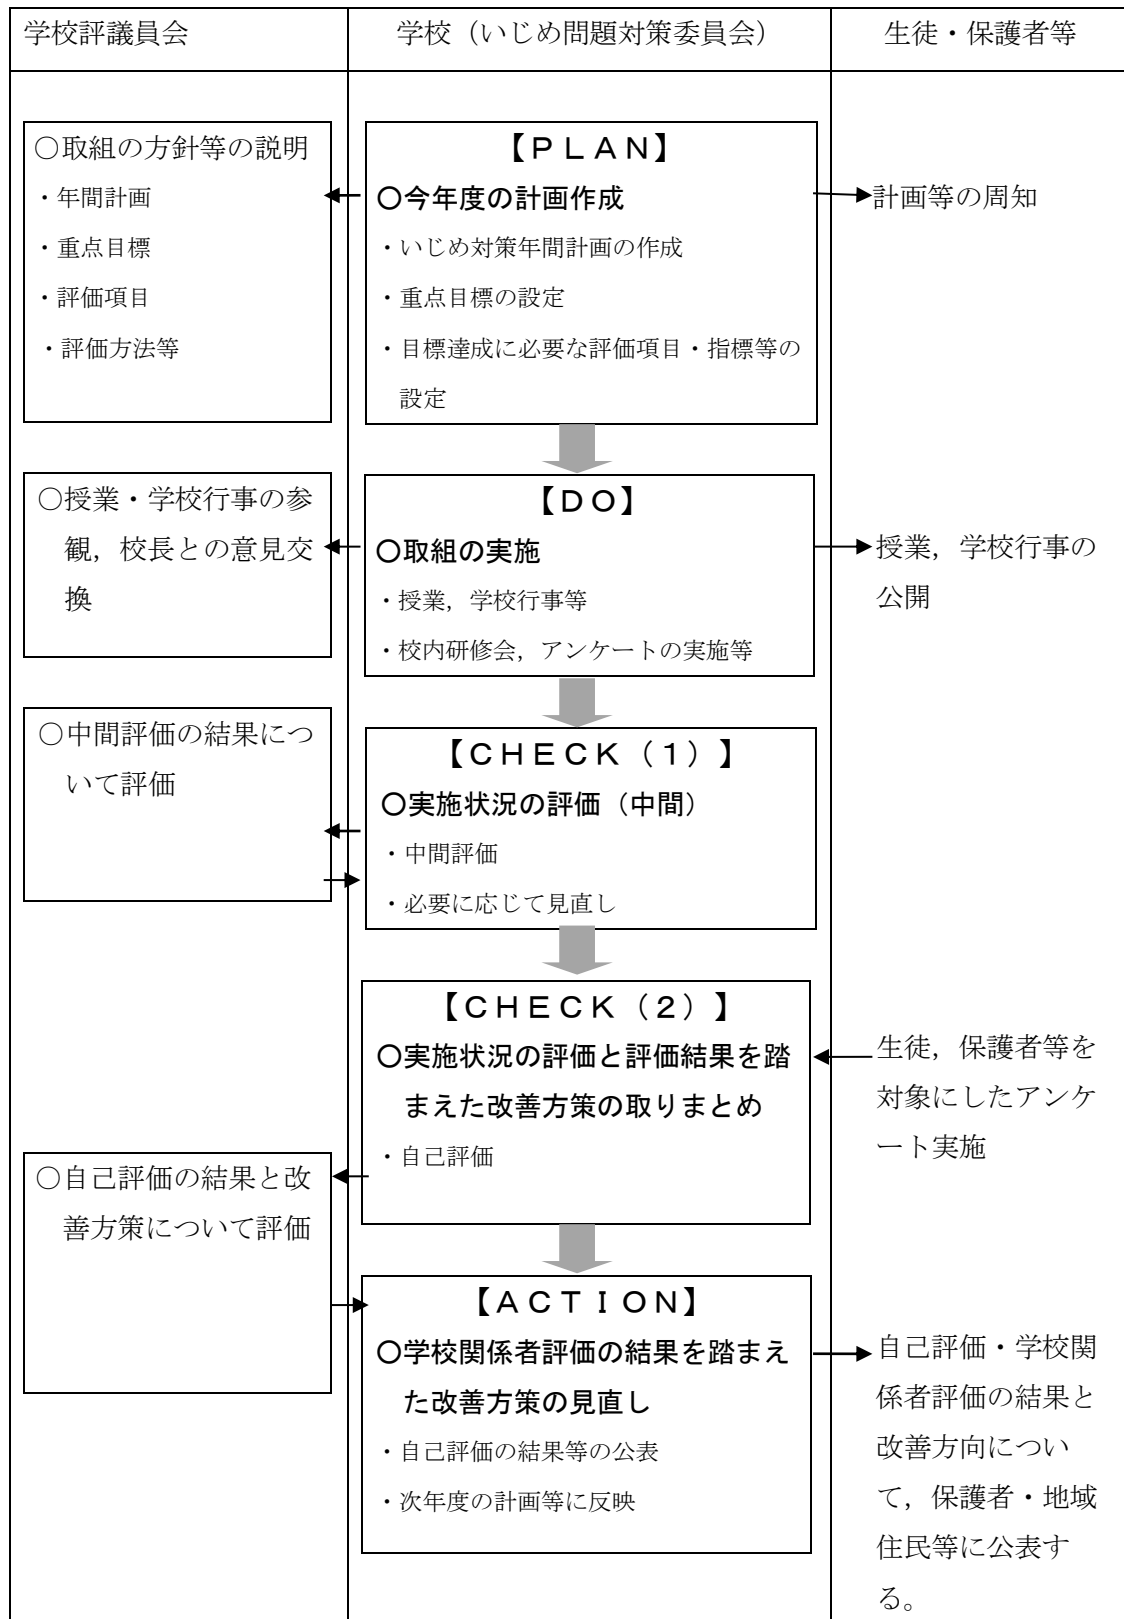 学校評議員会
学校（いじめ問題対策委員会）
生徒・保護者等
〇取組の方針等の説明
・年間計画
・重点目標
・評価項目
・評価方法等
【ＰＬＡＮ】
〇今年度の計画作成
・いじめ対策年間計画の作成
・重点目標の設定
・目標達成に必要な評価項目・指標等の
設定
計画等の周知
〇授業・学校行事の参
観，校長との意見交
換
【ＤＯ】
〇取組の実施
・授業，学校行事等
・校内研修会，アンケートの実施等
授業，学校行事の
公開
〇中間評価の結果につ
いて評価
【ＣＨＥＣＫ（１）】
〇実施状況の評価（中間）
・中間評価
・必要に応じて見直し
【ＣＨＥＣＫ（２）】
〇実施状況の評価と評価結果を踏
まえた改善方策の取りまとめ
・自己評価
生徒，保護者等を
対象にしたアンケ
ート実施
〇自己評価の結果と改
善方策について評価
【ＡＣＴＩＯＮ】
〇学校関係者評価の結果を踏まえ
た改善方策の見直し
・自己評価の結果等の公表
・次年度の計画等に反映
自己評価・学校関
係者評価の結果と
改善方向につい
て，保護者・地域
住民等に公表す
る。